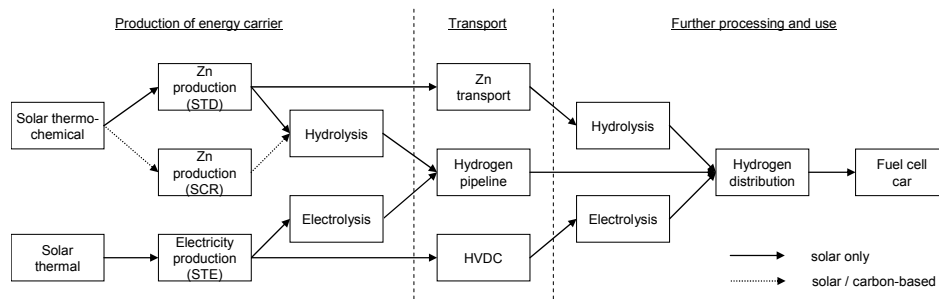 Production of energy carrier
Transport
Further processing and use
Zn
production
(STD)
Zn
transport
Solar thermo-
chemical
Hydrolysis
Hydrolysis
Zn
production
(SCR)
Hydrogen
pipeline
Hydrogen
distribution
Fuel cell
car
Electrolysis
Electrolysis
Solar
thermal
Electricity
production
(STE)
HVDC
solar only
solar / carbon-based